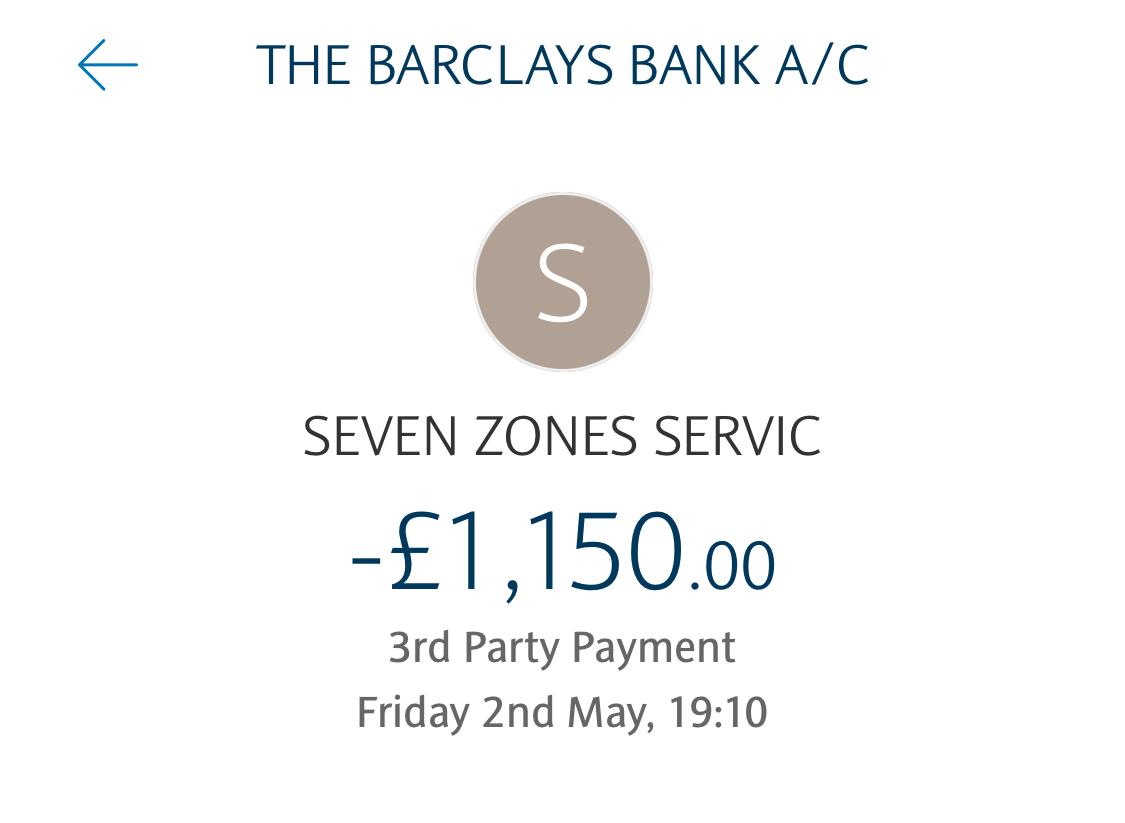 THE BARCLAYS BANK A/C
S
SEVEN ZONES SERVIC
-£1,150.00
3rd Party Payment
Friday 2nd May, 19:10